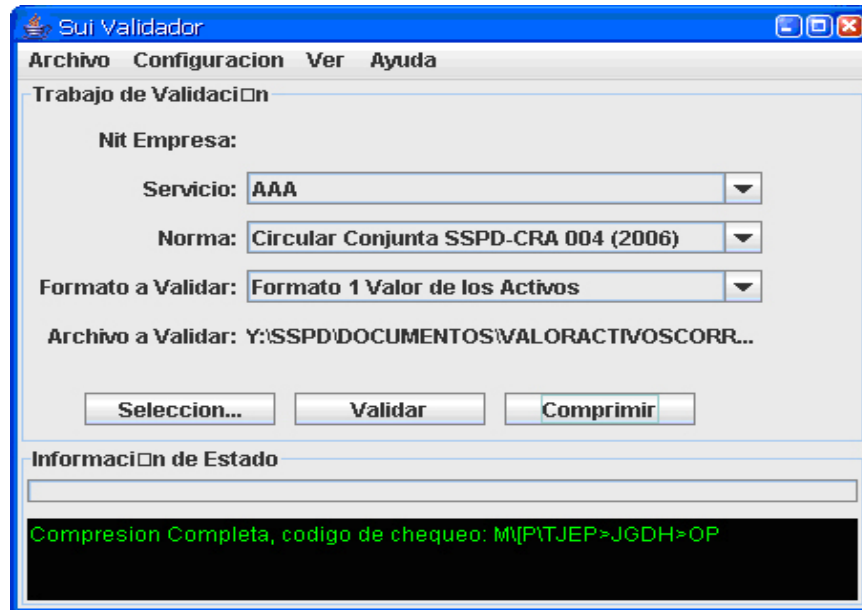 Sui Validador
Archivo Configuracion Ver Ayuda
Trabajo de Validaci□n
Nit Empresa:
Servicio: AAA
Norma: Circular Conjunta SSPD-CRA 004 (2006)
Formato a Validar: Formato 1 Valor de los Activos
Archivo a Validar: Y:\SSPD\DOCUMENTOS\VALORACTIVOSCORR...
Seleccion... Validar Comprimir
Informaci□n de Estado
Compresion Completa, codigo de chequeo: M\[P\TJEP>JGDH>OP